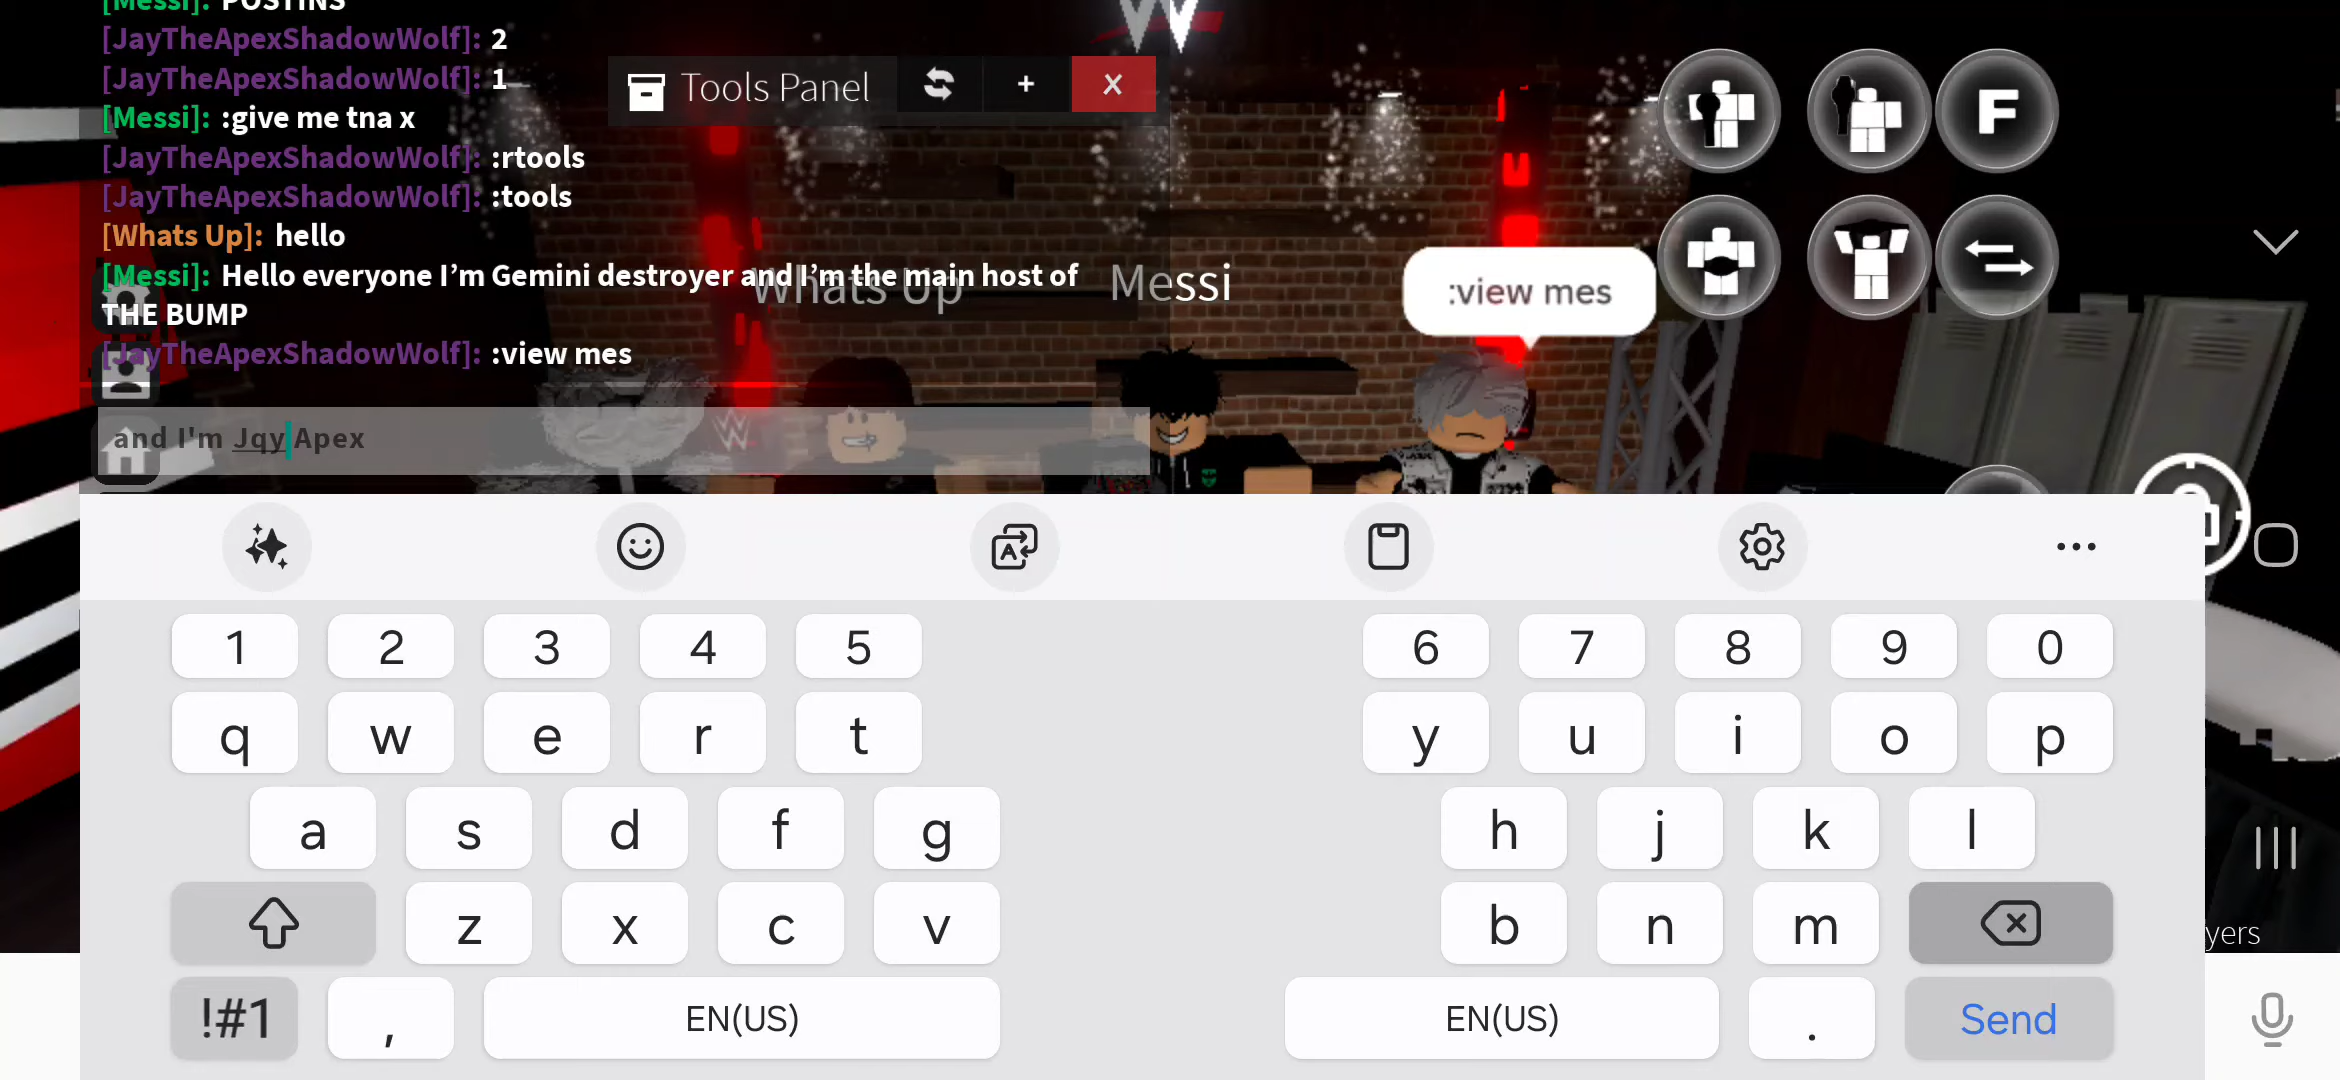 [Messi]: POSTINS
[JayTheApexShadowWolf]: 2
[JayTheApexShadowWolf]: 1
Tools Panel + X
[Messi]: :give me tna x
[JayTheApexShadowWolf]: :rtools
[JayTheApexShadowWolf]: :tools
[Whats Up]: hello
[Messi]: Hello everyone I’m Gemini destroyer and I’m the main host of
THE BUMP
Whats Up
Messi
:view mes
F
[JayTheApexShadowWolf]: :view mes
and I'm Jqy Apex
W
A
1 2 3 4 5 6 7 8 9 0
q w e r t y u i o p
a s d f g h j k l
z x c v b n m
yers
!#1 , EN(US) EN(US) . Send